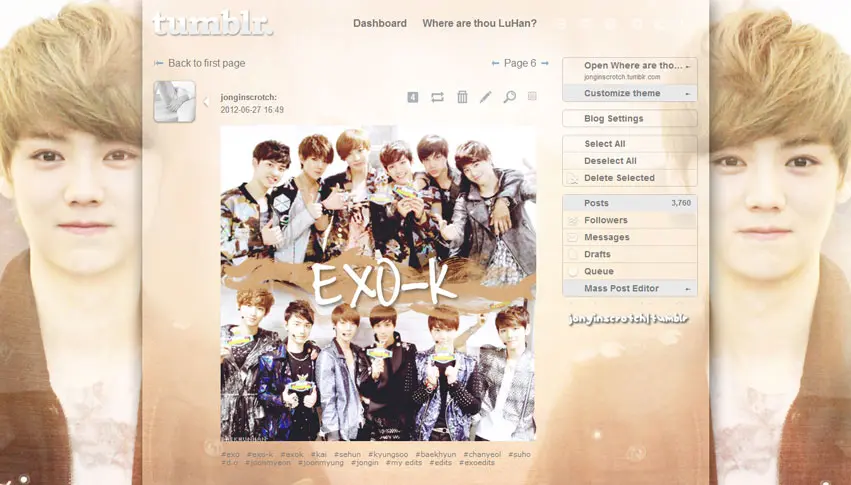 tumblr.
Dashboard Where are thou LuHan?
← Back to first page
← Page 6 →
jonginscrotch:
2012-06-27 16:49
4
EXO-K
#exo #exo-k #exok #kai #sehun #kyungsoo #baekhyun #chanyeol #suho
#d.o #joonmyeon #joonmyung #jongin #my edits #edits #exoedits
Open Where are tho...
jonginscrotch.tumblr.com
Customize theme
Blog Settings
Select All
Deselect All
Delete Selected
Posts 3,760
Followers
Messages
Drafts
Queue
Mass Post Editor
jonginscrotch|tumblr